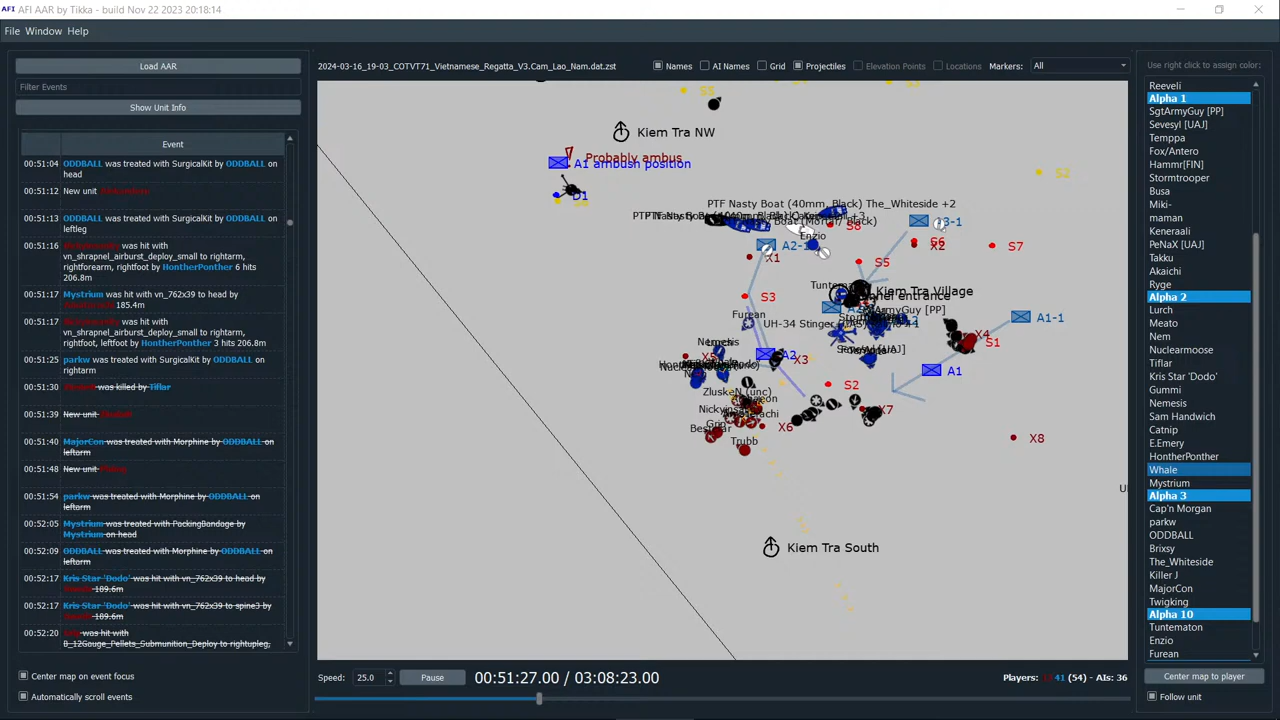 AFI AAR by Tikka - build Nov 22 2023 20:18:14
File Window Help
Load AAR
Filter Events
Show Unit Info
Event
00:51:04 ODDBALL was treated with SurgicalKit by ODDBALL on
head
00:51:12 New unit
00:51:13 ODDBALL was treated with SurgicalKit by ODDBALL on
leftleg
00:51:16 was hit with
vn_shrapnel_airburst_deploy_small to rightarm,
rightforearm, rightfoot by HontherPonther 6 hits
206.8m
00:51:17 Mystrium was hit with vn_762x39 to head by
185.4m
00:51:17 was hit with
vn_shrapnel_airburst_deploy_small to rightarm,
rightfoot, leftfoot by HontherPonther 3 hits 206.8m
00:51:25 parkw was treated with SurgicalKit by ODDBALL on
rightarm
00:51:30 was killed by Tiflar
00:51:39 New unit
00:51:40 MajorCon was treated with Morphine by ODDBALL on
leftarm
00:51:48 New unit
00:51:54 parkw was treated with Morphine by ODDBALL on
leftarm
00:52:05 Mystrium was treated with PackingBandage by
Mystrium on head
00:52:09 ODDBALL was treated with Morphine by ODDBALL on
leftarm
00:52:17 Kris Star 'Dodo' was hit with vn_762x39 to head by
189.6m
00:52:17 Kris Star 'Dodo' was hit with vn_762x39 to spine3 by
189.6m
00:52:20 was hit with
B_12Gauge_Pellets_Submunition_Deploy to rightupleg,
Center map on event focus
Automatically scroll events
2024-03-16_19-03_COTVT71_Vietnamese_Regatta_V3.Cam_Lao_Nam.dat.zst
Names AI Names Grid Projectiles Elevation Points Locations Markers: All
S5
Kiem Tra NW
Probably ambus
A1 ambush position
D1
S2
PTF Nasty Boat (40mm, Black) The_Whiteside +2
S8
Enzio
A2-1
X1
A3-1
S6
X2
S7
S5
Kiem Tra Village
S3
Furean
UH-34 Stinger
A1-1
X4
S1
A2
X3
X5
A1
S2
ZluskeN (unc)
X7
X6
Trubb
X8
Kiem Tra South
Speed: 25.0 Pause 00:51:27.00 / 03:08:23.00 Players: 41 (54) - AIs: 36
Use right click to assign color:
Reeveli
Alpha 1
SgtArmyGuy [PP]
Sevesyl [UAJ]
Temppa
Fox/Antero
Hammr[FIN]
Stormtrooper
Busa
Miki-
maman
Keneraali
PeNaX [UAJ]
Takku
Akaichi
Reyge
Alpha 2
Lurch
Meato
Nem
Nuclearmoose
Tiflar
Kris Star 'Dodo'
Gummi
Nemesis
Sam Handwich
Catnip
E.Emery
HontherPonther
Whale
Mystrium
Alpha 3
Cap'n Morgan
parkw
ODDBALL
Brixsy
The_Whiteside
Killer J
MajorCon
Twigking
Alpha 10
Tuntematon
Enzio
Furean
Center map to player
Follow unit